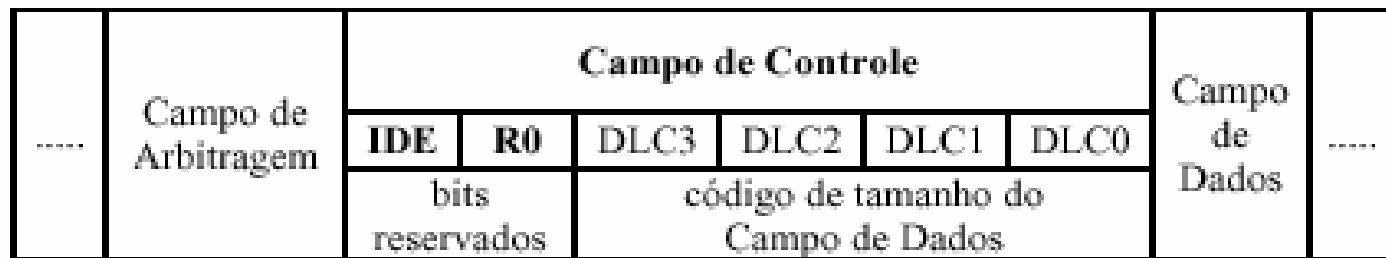 .....
Campo de
Arbitragem
Campo de Controle
IDE R0 DLC3 DLC2 DLC1 DLC0
bits
reservados
código de tamanho do
Campo de Dados
Campo
de
Dados
.....